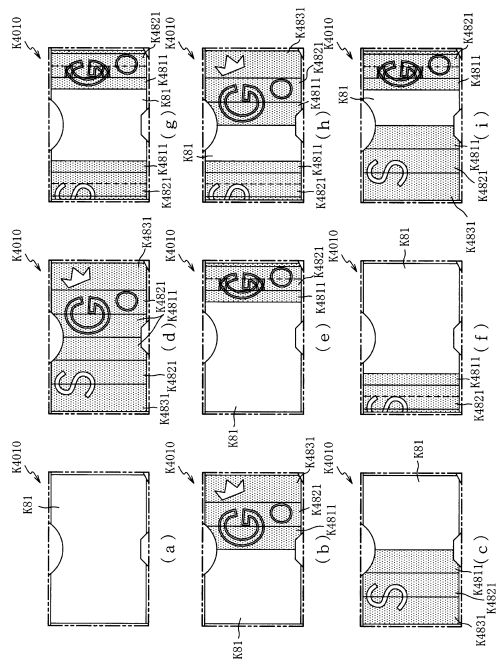 K4010
K81
(a)
K4010
S
G
O
K4831
K4821
K4811
K4821
K4831
(d)
K4010
S
G
O
K4821
K4811
K81
K4811
K4821
(g)
K4010
K81
G
O
K4811
K4821
K4831
(b)
K4010
K81
G
O
K4811
K4821
(e)
K4010
S
G
O
K4821
K4811
K81
K4811
K4821
K4831
(h)
K4010
S
K4831
K4821
K4811
K81
(c)
K4010
S
K4821
K4811
K81
(f)
K4010
S
G
O
K4831
K4821
K4811
K81
K4811
K4821
(i)